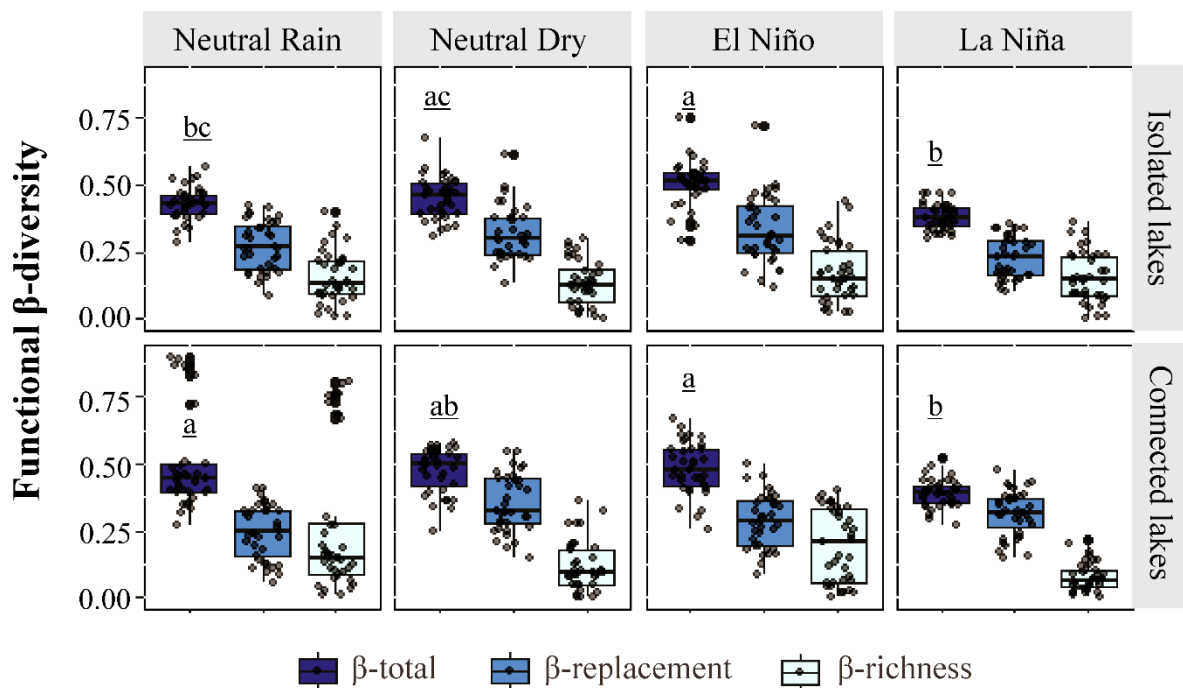 Neutral Rain Neutral Dry El Niño La Niña
Functional β-diversity
0.75
0.50
0.25
0.00
bc ac a b
Isolated lakes
0.75
0.50
0.25
0.00
a ab a b
Connected lakes
β-total β-replacement β-richness